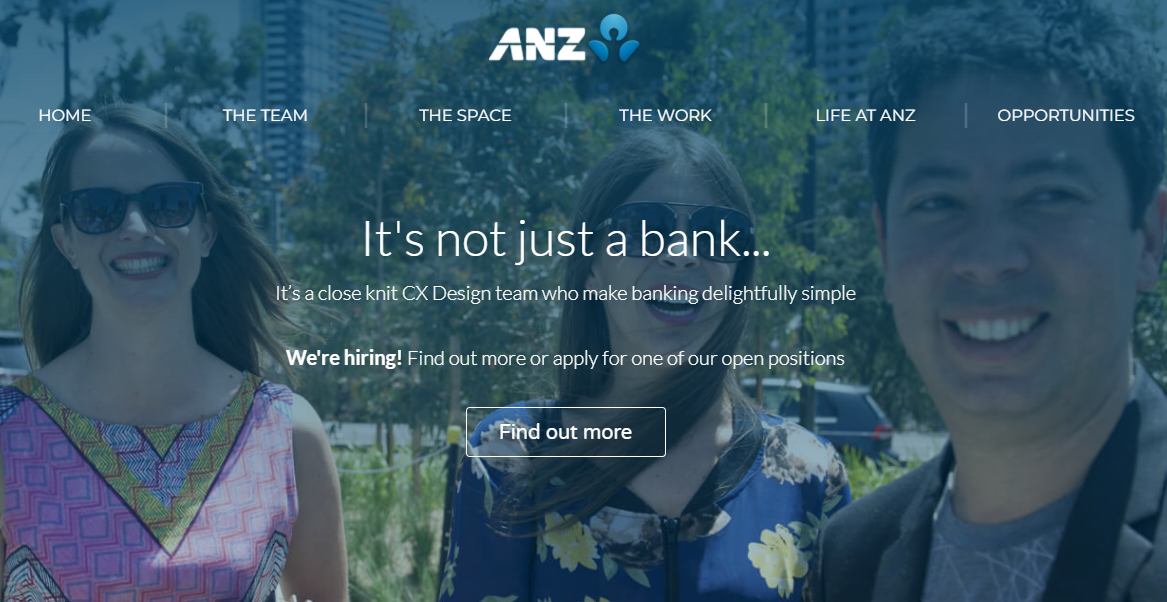 ANZ
HOME
THE TEAM
THE SPACE
THE WORK
LIFE AT ANZ
OPPORTUNITIES
It's not just a bank...
It’s a close knit CX Design team who make banking delightfully simple
We're hiring! Find out more or apply for one of our open positions
Find out more